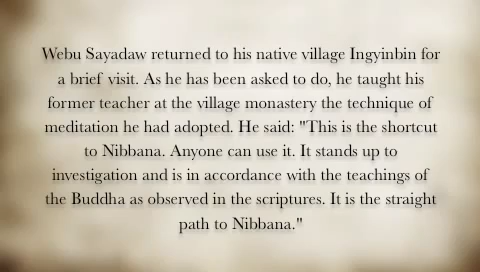 Webu Sayadaw returned to his native village Ingyinbin for
a brief visit. As he has been asked to do, he taught his
former teacher at the village monastery the technique of
meditation he had adopted. He said: "This is the shortcut
to Nibbana. Anyone can use it. It stands up to
investigation and is in accordance with the teachings of
the Buddha as observed in the scriptures. It is the straight
path to Nibbana."